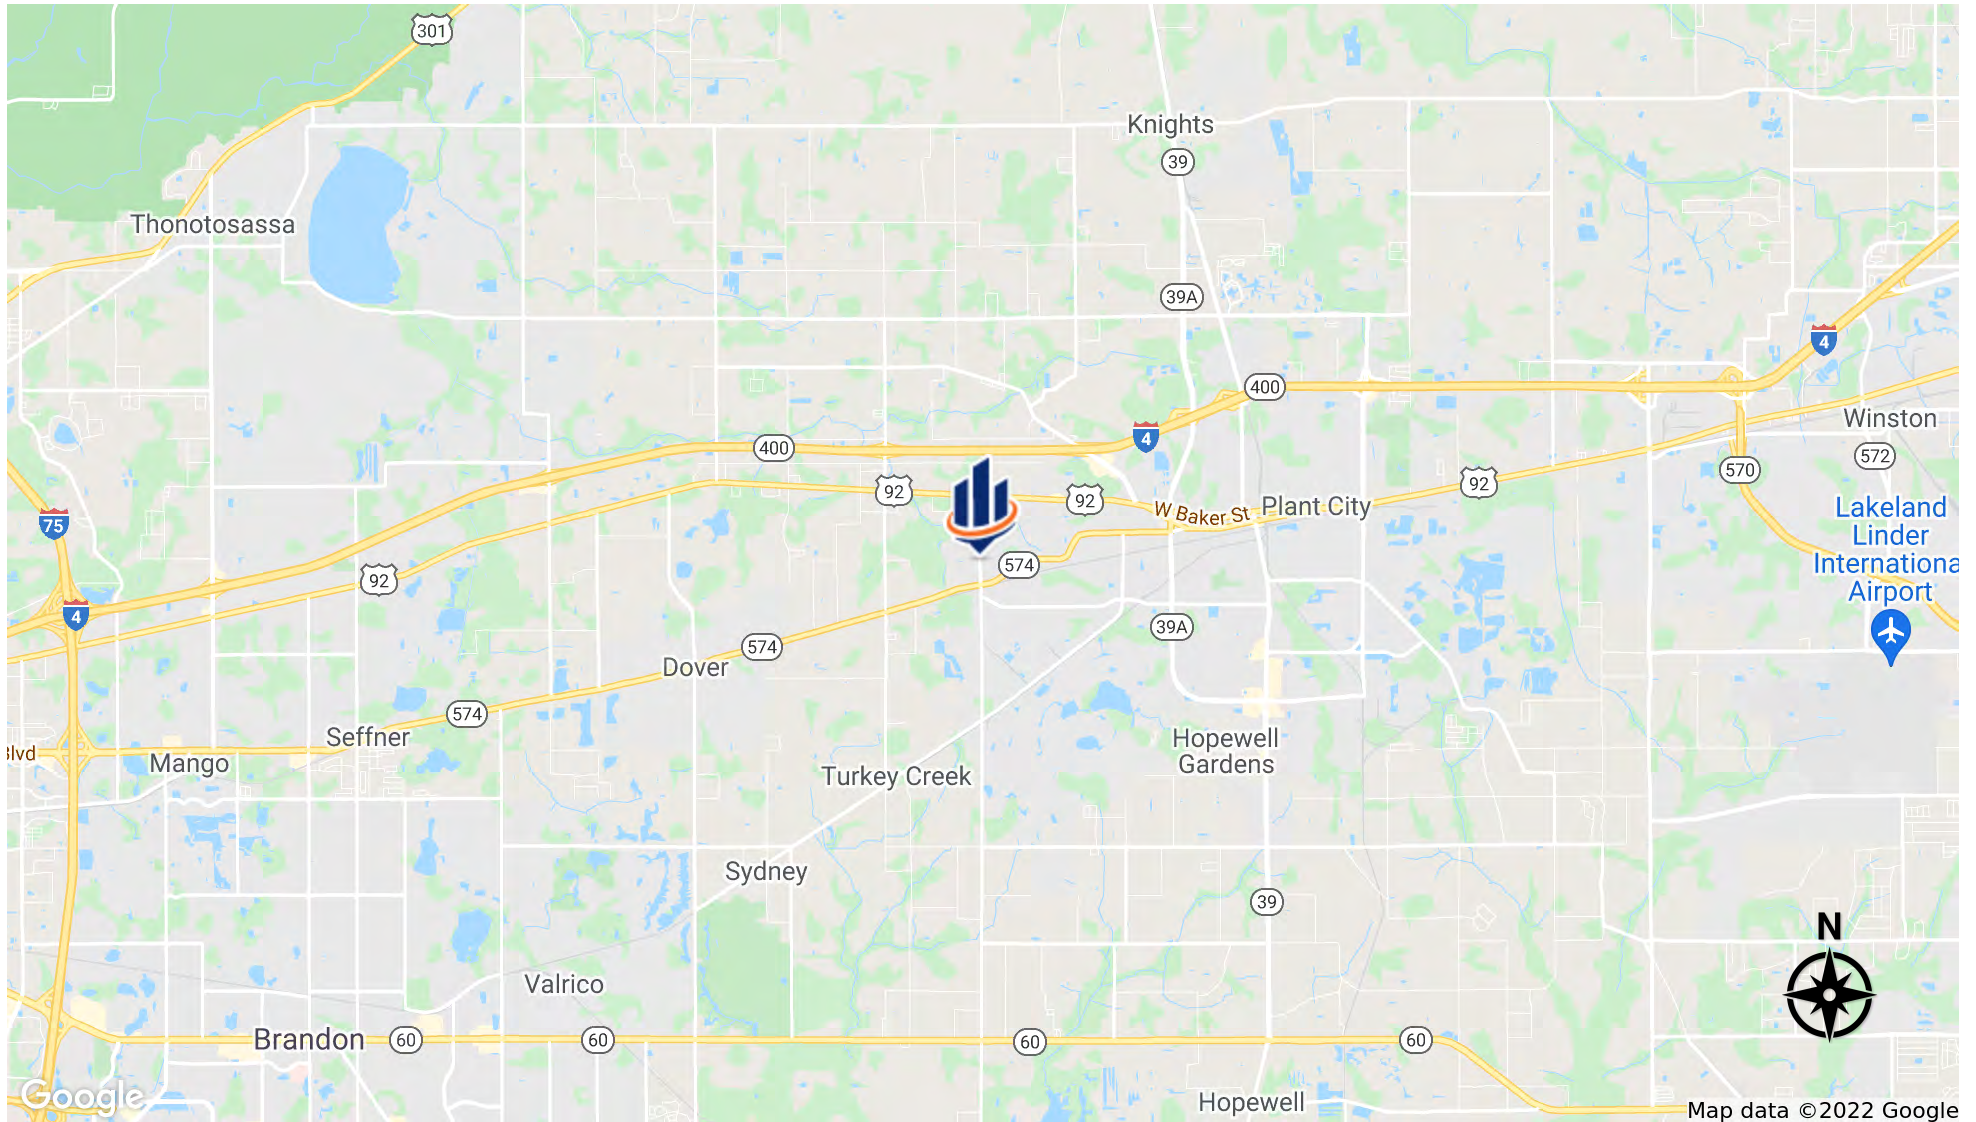 301
Knights
39
Thonotosassa
39A
4
400
Winston
4
400
572
570
92
92
92
W Baker St
Plant City
75
Lakeland
Linder
Internationa
Airport
574
92
4
39A
574
Dover
574
Seffner
Blvd
Mango
Hopewell
Gardens
Turkey Creek
Sydney
39
N
Valrico
Brandon
60
60
60
60
Google
Hopewell
Map data ©2022 Google